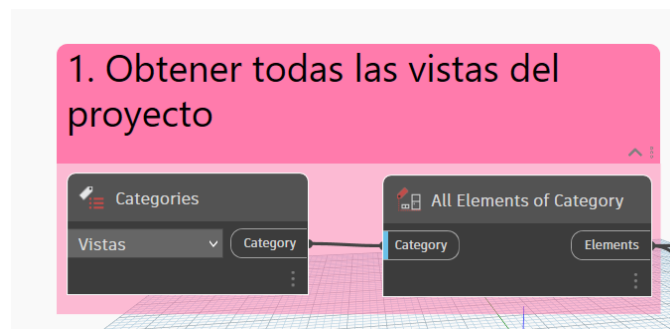 1. Obtener todas las vistas del
proyecto
Categories
Vistas
Category
All Elements of Category
Category
Elements